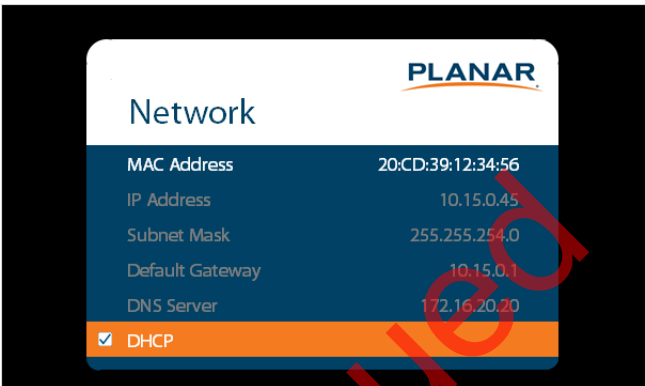 PLANAR
Network
MAC Address 20:CD:39:12:34:56
IP Address 10.15.0.45
Subnet Mask 255.255.254.0
Default Gateway 10.15.0.1
DNS Server 172.16.20.20
DHCP
ued